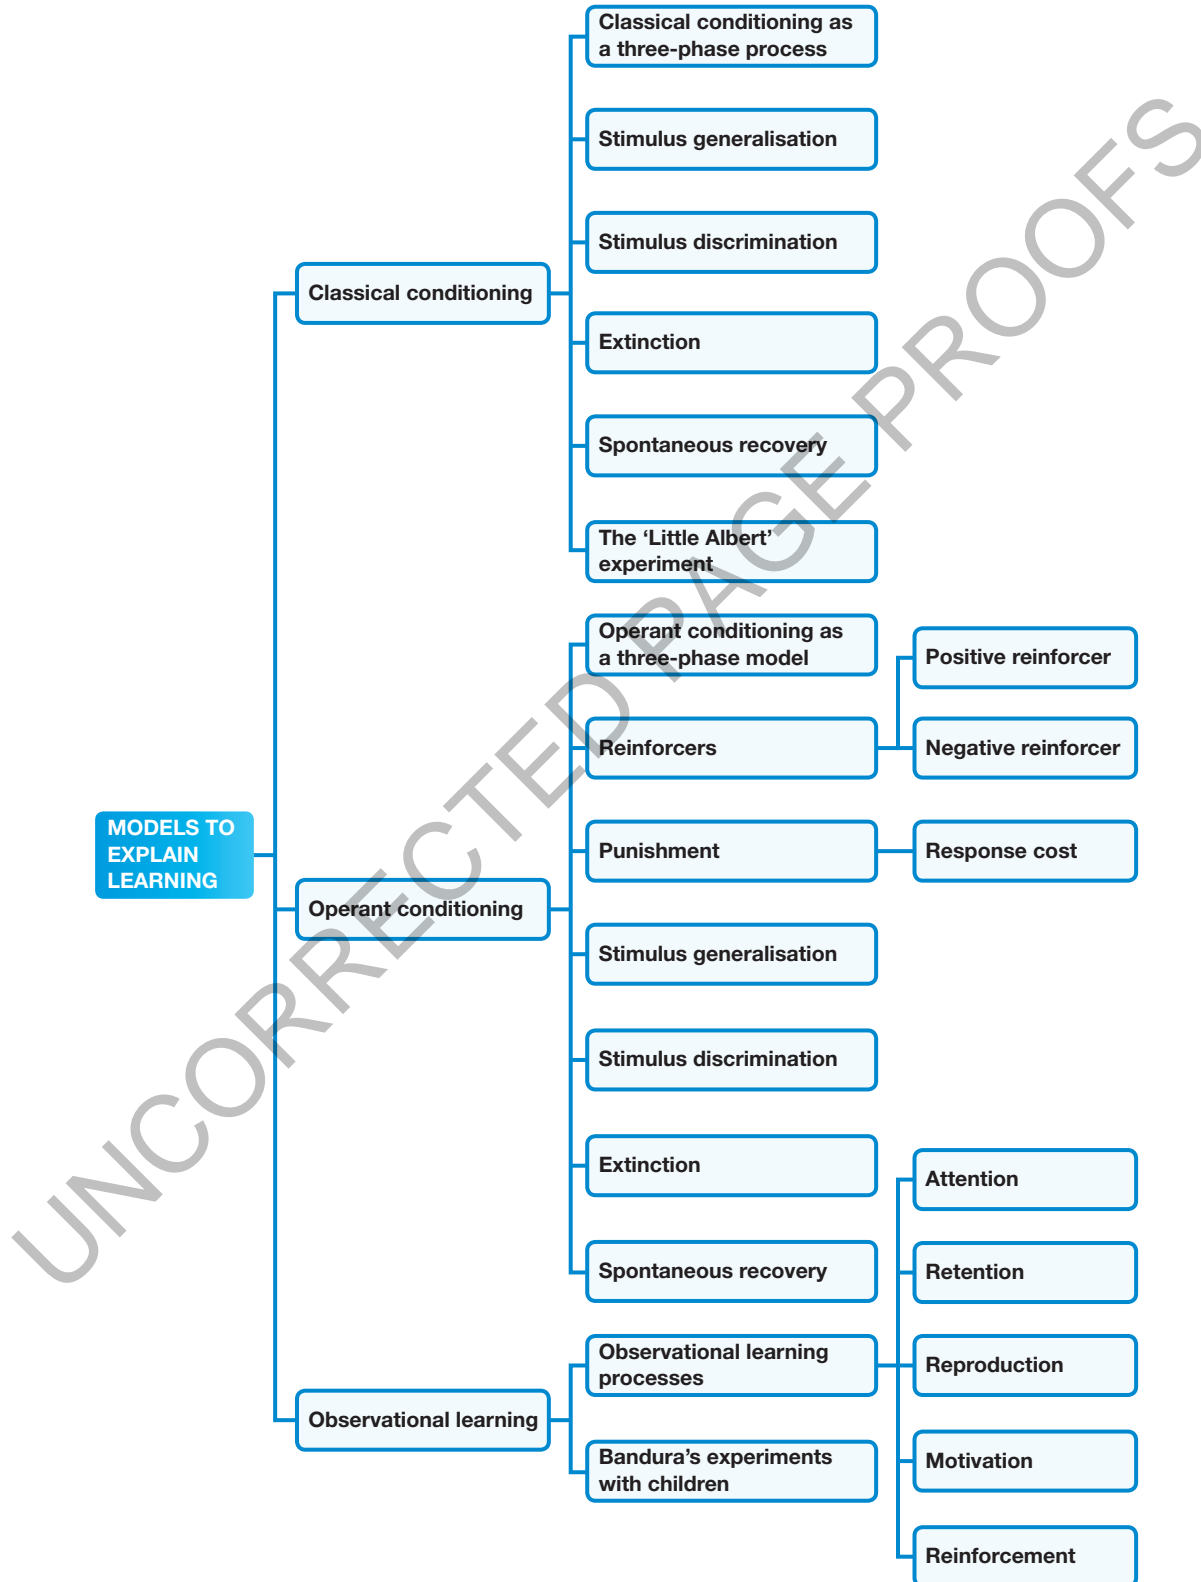 MODELS TO
EXPLAIN
LEARNING
Classical conditioning
Classical conditioning as
a three-phase process
Stimulus generalisation
Stimulus discrimination
Extinction
Spontaneous recovery
The ‘Little Albert’
experiment
Operant conditioning
Operant conditioning as
a three-phase model
Reinforcers
Positive reinforcer
Negative reinforcer
Punishment
Response cost
Stimulus generalisation
Stimulus discrimination
Extinction
Spontaneous recovery
Observational learning
Observational learning
processes
Attention
Retention
Reproduction
Motivation
Reinforcement
Bandura’s experiments
with children
UNCORRECTED PAGE PROOFS